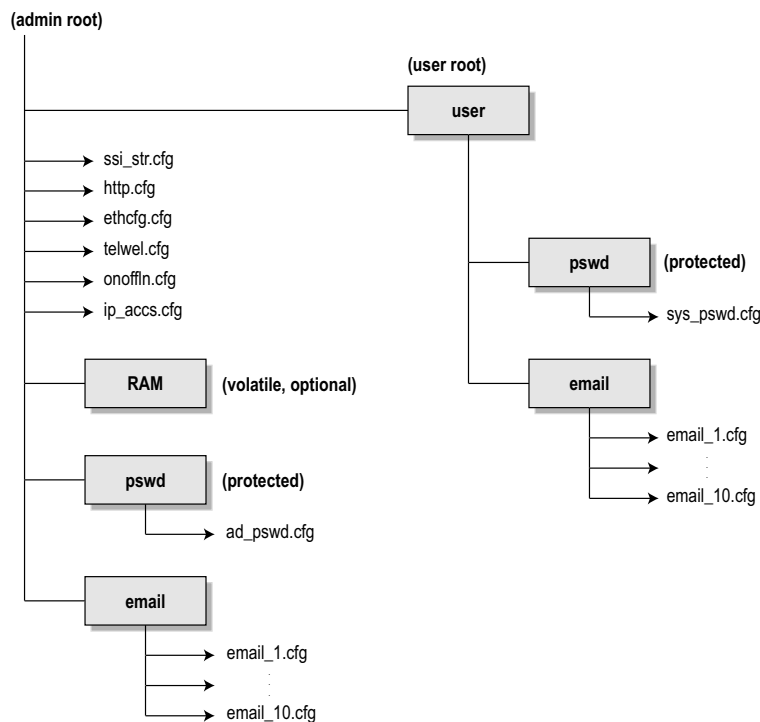 (admin root)
(user root)
user
ssi_str.cfg
http.cfg
ethcfg.cfg
telwel.cfg
onoffln.cfg
ip_accs.cfg
pswd (protected)
sys_pswd.cfg
RAM (volatile, optional)
email
email_1.cfg
email_10.cfg
pswd (protected)
ad_pswd.cfg
email
email_1.cfg
email_10.cfg